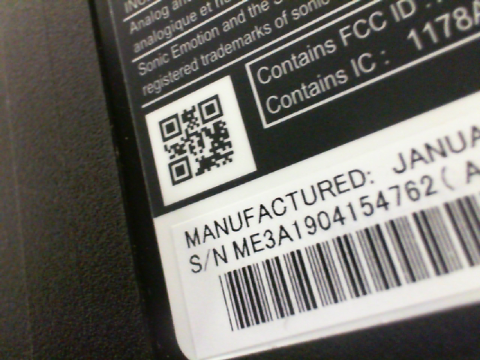 Analog and
analogique et
Sonic Emotion and the S
registered trademarks of sonic
Contains FCC ID :
Contains IC : 1178A
MANUFACTURED: JANUA
S/N ME3A1904154762( A